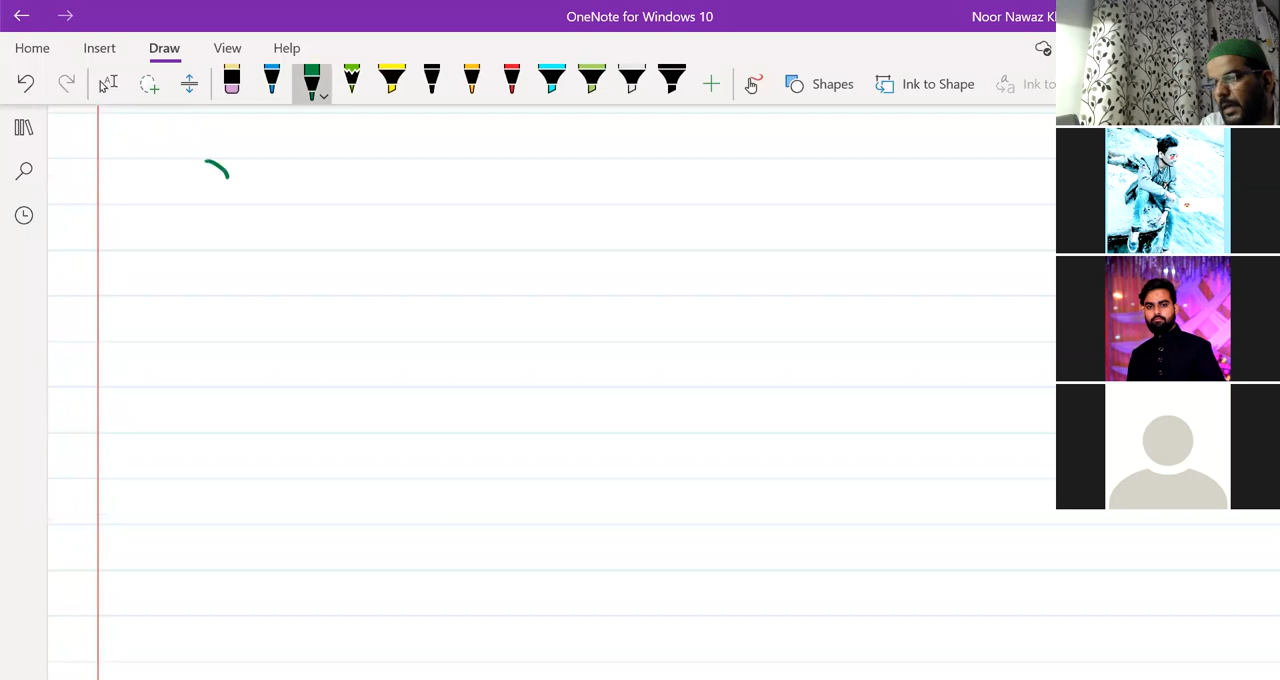 OneNote for Windows 10
Noor Nawaz
Home Insert Draw View Help
Shapes Ink to Shape Ink to